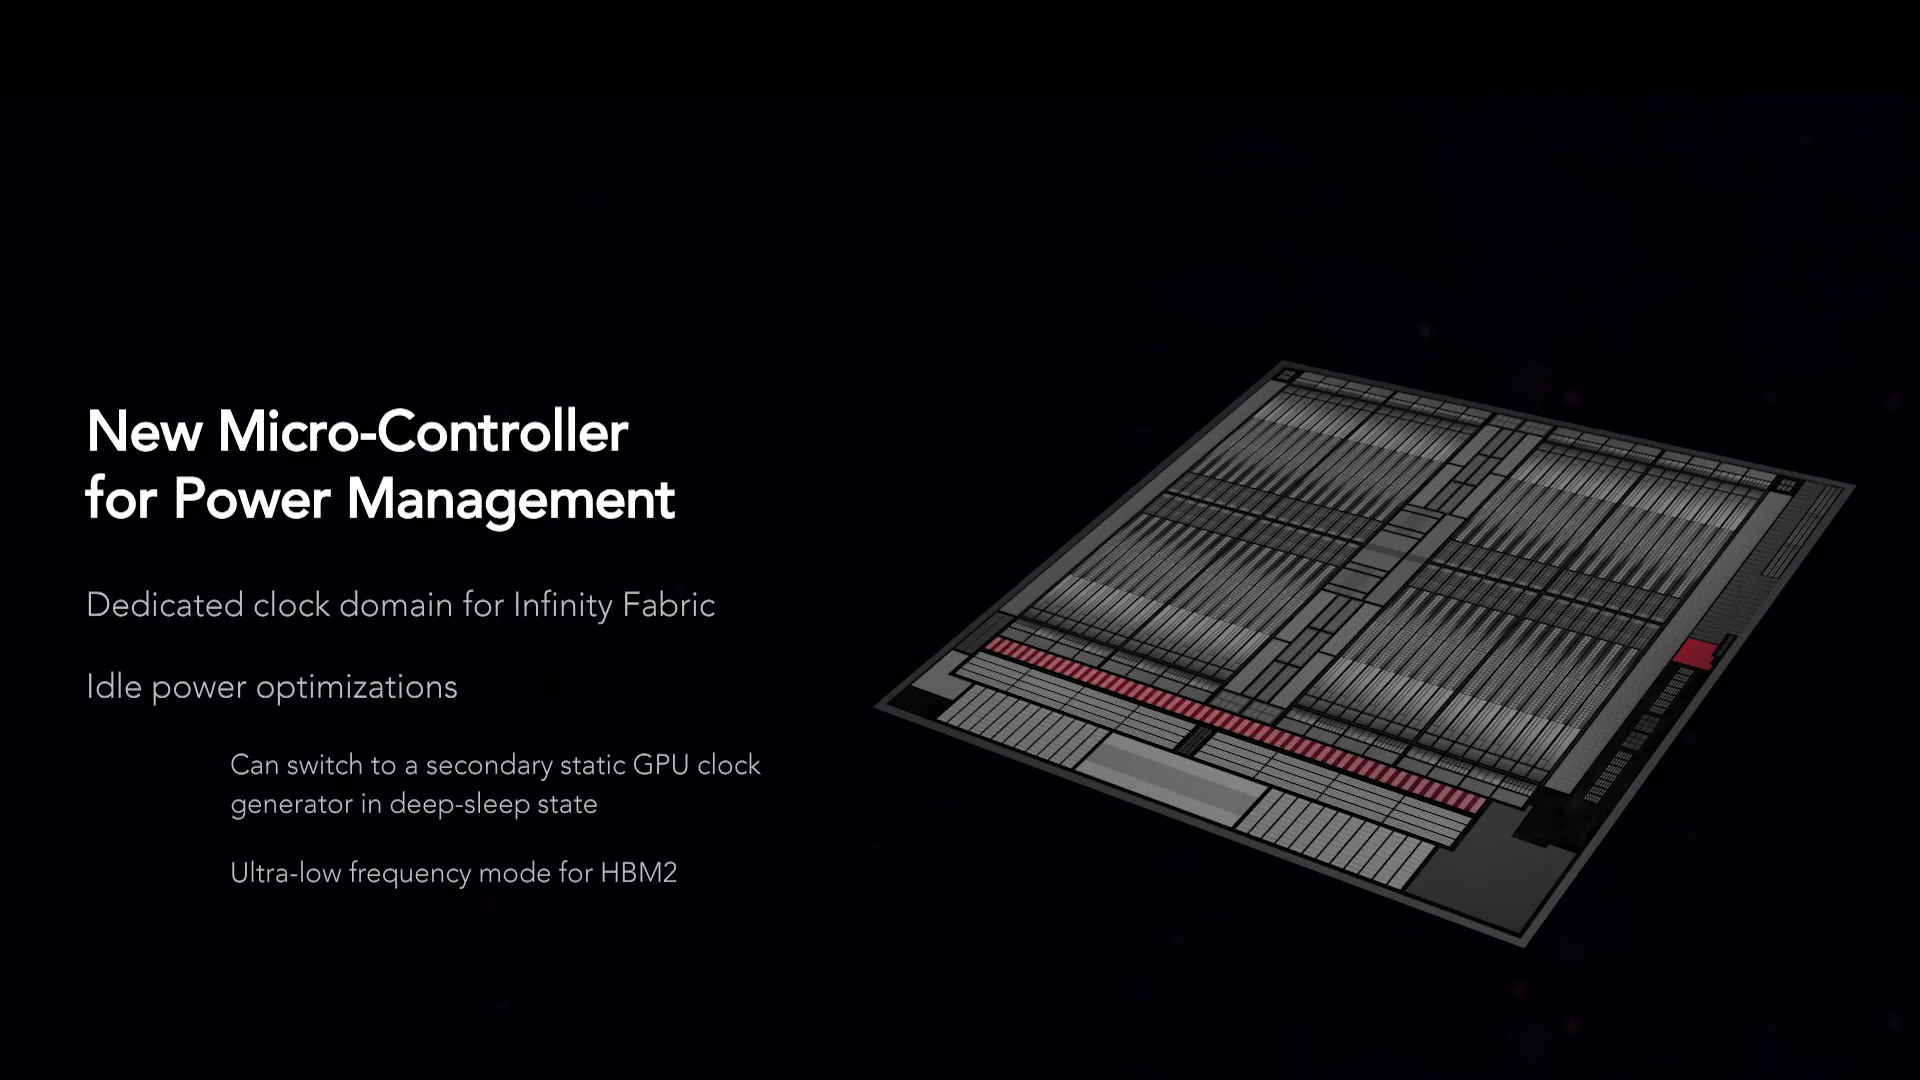 New Micro-Controller
for Power Management
Dedicated clock domain for Infinity Fabric
Idle power optimizations
Can switch to a secondary static GPU clock
generator in deep-sleep state
Ultra-low frequency mode for HBM2